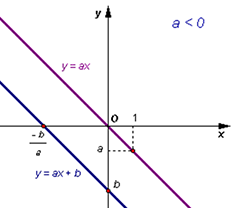 y
a < 0
y = ax
O
1
x
-b
a
a
y = ax + b
b